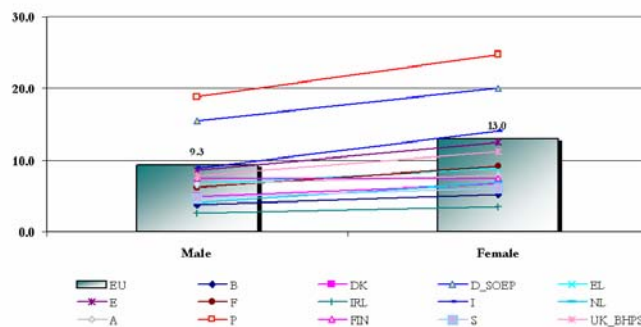 30.0
20.0
10.0
0.0
9.3
13.0
Male
Female
EU B DK D_SOEP EL
E F IRL I NL
A P FIN S UK_BHPS